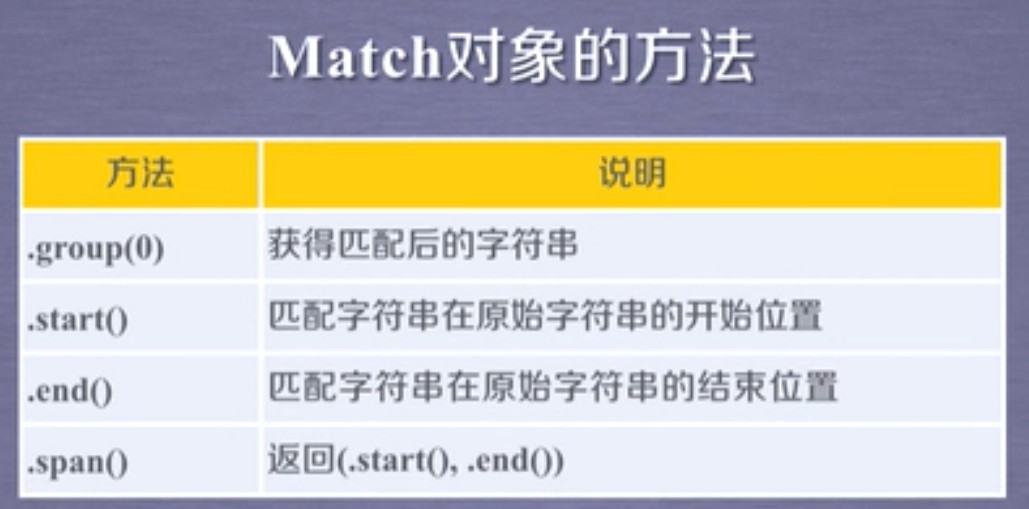 Match对象的方法
方法 说明
.group(0) 获得匹配后的字符串
.start() 匹配字符串在原始字符串的开始位置
.end() 匹配字符串在原始字符串的结束位置
.span() 返回(.start(), .end())